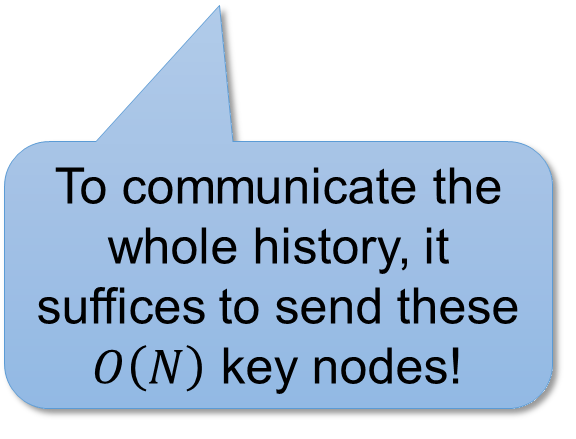 To communicate the
whole history, it
suffices to send these
O(N) key nodes!